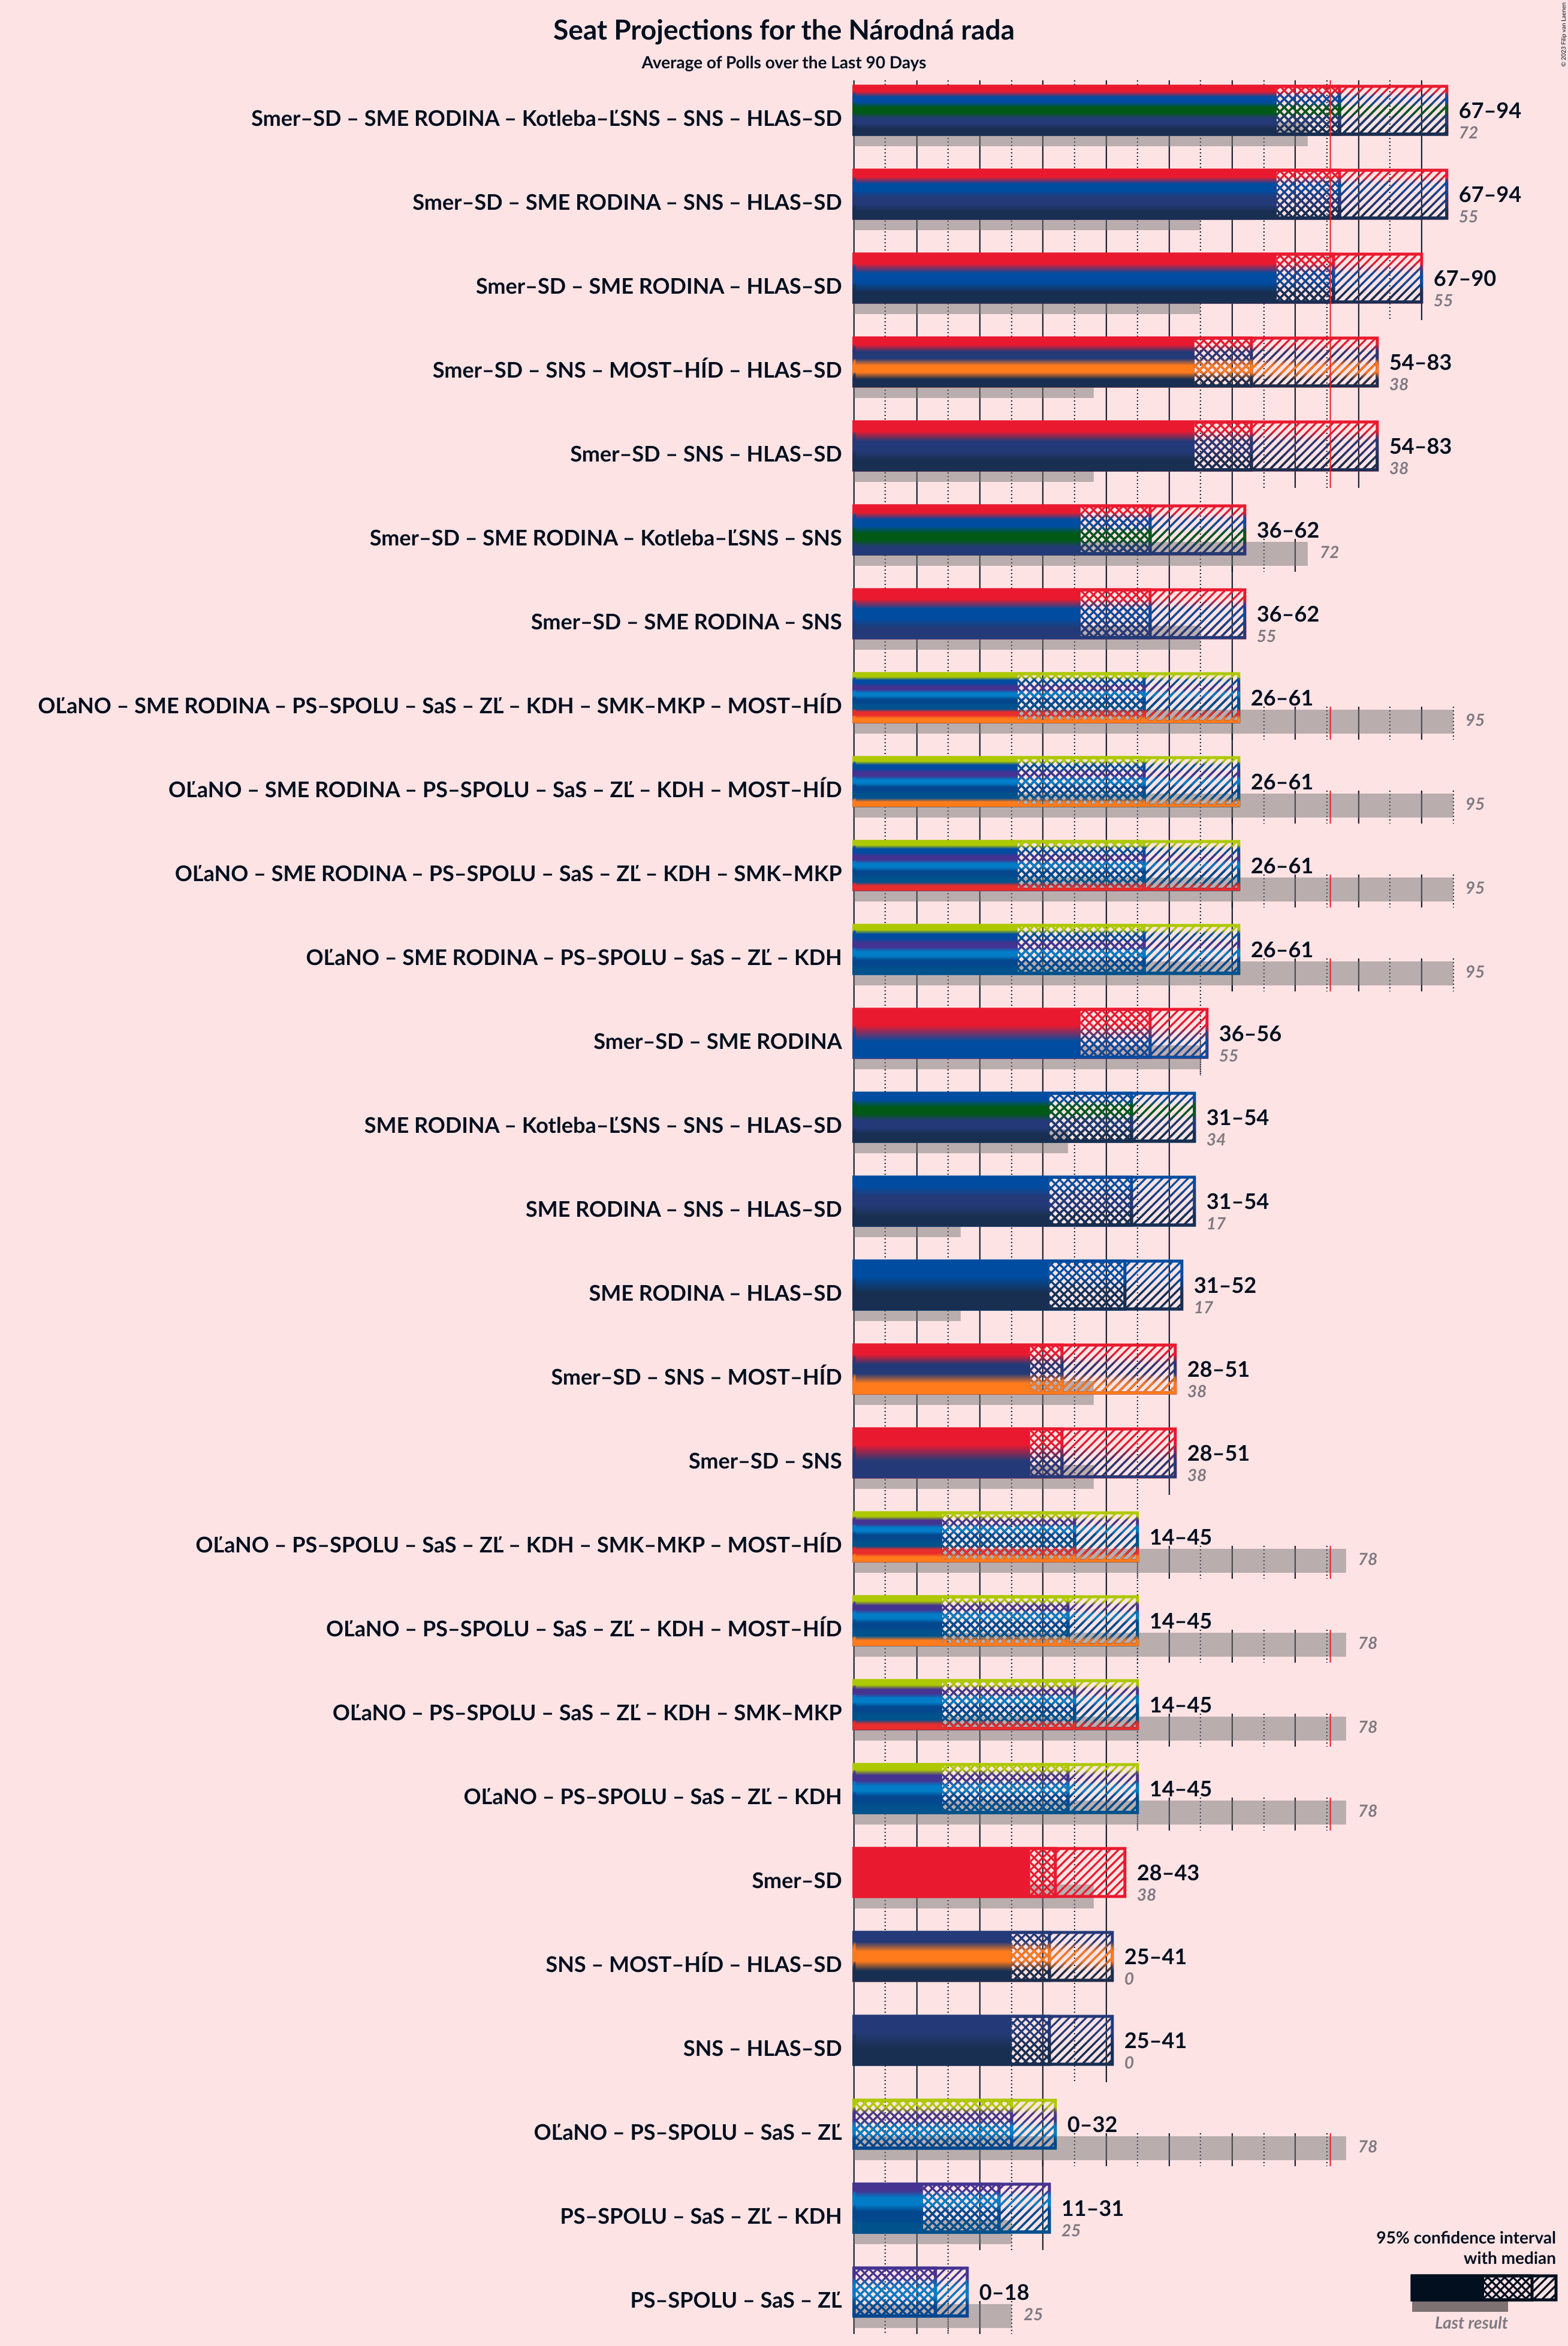 Seat Projections for the Národná rada
Average of Polls over the Last 90 Days
© 2023 Filip van Laenen
Smer–SD – SME RODINA – Kotleba–ĽSNS – SNS – HLAS–SD
67–94
72
Smer–SD – SME RODINA – SNS – HLAS–SD
67–94
55
Smer–SD – SME RODINA – HLAS–SD
67–90
55
Smer–SD – SNS – MOST–HÍD – HLAS–SD
54–83
38
Smer–SD – SNS – HLAS–SD
54–83
38
Smer–SD – SME RODINA – Kotleba–ĽSNS – SNS
36–62
72
Smer–SD – SME RODINA – SNS
36–62
55
OĽaNO – SME RODINA – PS–SPOLU – SaS – ZĽ – KDH – SMK–MKP – MOST–HÍD
26–61
95
OĽaNO – SME RODINA – PS–SPOLU – SaS – ZĽ – KDH – MOST–HÍD
26–61
95
OĽaNO – SME RODINA – PS–SPOLU – SaS – ZĽ – KDH – SMK–MKP
26–61
95
OĽaNO – SME RODINA – PS–SPOLU – SaS – ZĽ – KDH
26–61
95
Smer–SD – SME RODINA
36–56
55
SME RODINA – Kotleba–ĽSNS – SNS – HLAS–SD
31–54
34
SME RODINA – SNS – HLAS–SD
31–54
17
SME RODINA – HLAS–SD
31–52
17
Smer–SD – SNS – MOST–HÍD
28–51
38
Smer–SD – SNS
28–51
38
OĽaNO – PS–SPOLU – SaS – ZĽ – KDH – SMK–MKP – MOST–HÍD
14–45
78
OĽaNO – PS–SPOLU – SaS – ZĽ – KDH – MOST–HÍD
14–45
78
OĽaNO – PS–SPOLU – SaS – ZĽ – KDH – SMK–MKP
14–45
78
OĽaNO – PS–SPOLU – SaS – ZĽ – KDH
14–45
78
Smer–SD
28–43
38
SNS – MOST–HÍD – HLAS–SD
25–41
0
SNS – HLAS–SD
25–41
0
OĽaNO – PS–SPOLU – SaS – ZĽ
0–32
78
PS–SPOLU – SaS – ZĽ – KDH
11–31
25
PS–SPOLU – SaS – ZĽ
0–18
25
95% confidence interval
with median
Last result